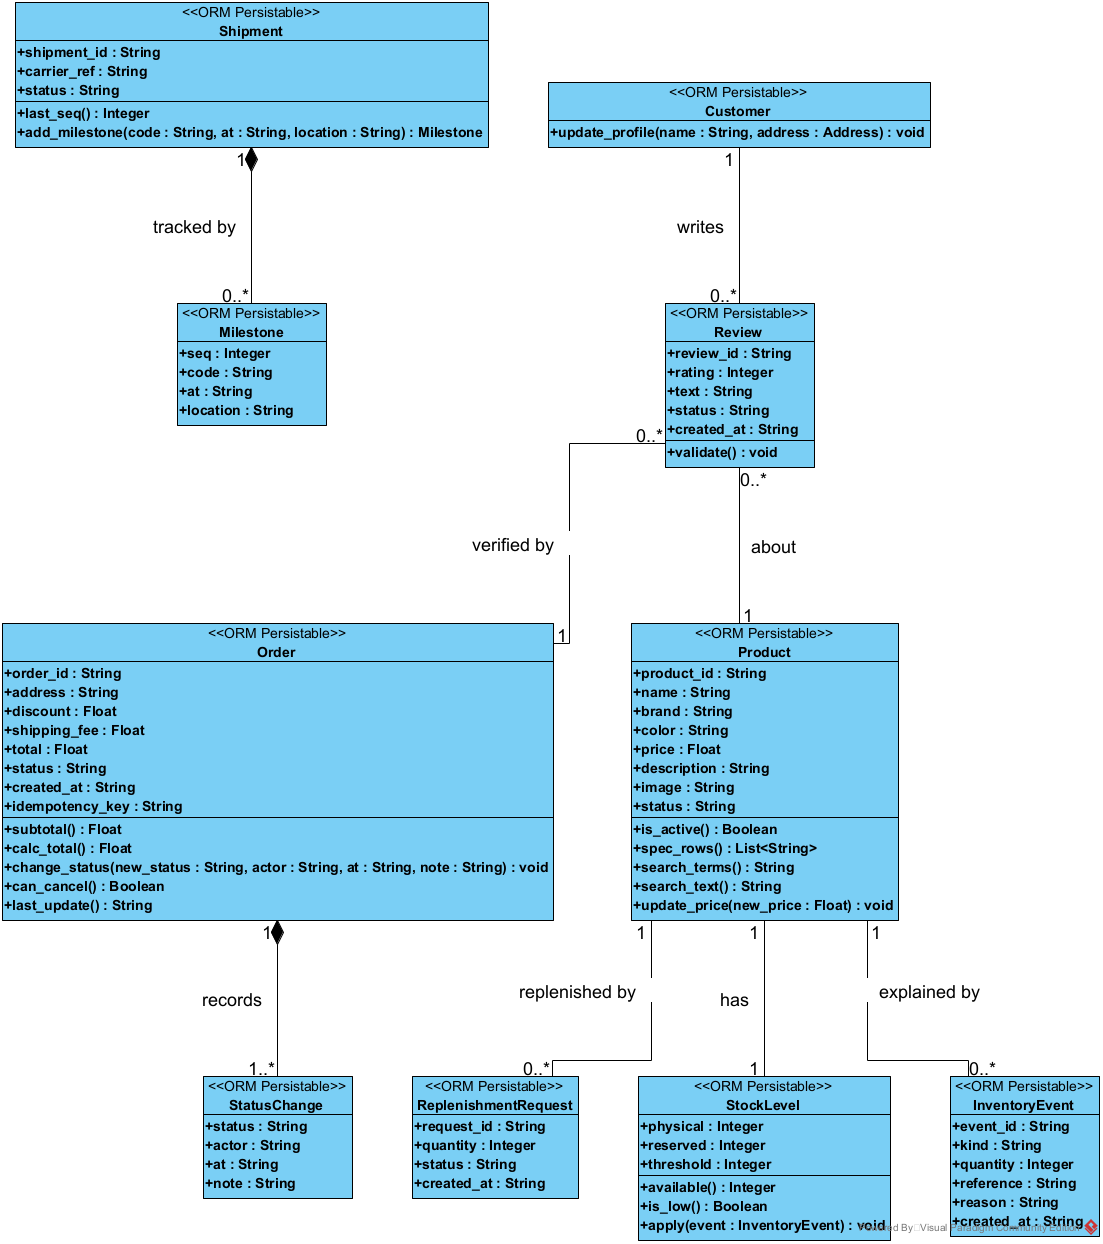 <<ORM Persistable>>
Shipment
+shipment_id : String
+carrier_ref : String
+status : String
+last_seq() : Integer
+add_milestone(code : String, at : String, location : String) : Milestone
1
tracked by
0..*
<<ORM Persistable>>
Milestone
+seq : Integer
+code : String
+at : String
+location : String
<<ORM Persistable>>
Customer
+update_profile(name : String, address : Address) : void
1
writes
0..*
<<ORM Persistable>>
Review
+review_id : String
+rating : Integer
+text : String
+status : String
+created_at : String
+validate() : void
0..*
verified by
1
0..*
about
1
<<ORM Persistable>>
Order
+order_id : String
+address : String
+discount : Float
+shipping_fee : Float
+total : Float
+status : String
+created_at : String
+idempotency_key : String
+subtotal() : Float
+calc_total() : Float
+change_status(new_status : String, actor : String, at : String, note : String) : void
+can_cancel() : Boolean
+last_update() : String
1
records
1..*
<<ORM Persistable>>
Product
+product_id : String
+name : String
+brand : String
+color : String
+price : Float
+description : String
+image : String
+status : String
+is_active() : Boolean
+spec_rows() : List<String>
+search_terms() : String
+search_text() : String
+update_price(new_price : Float) : void
1
replenished by
0..*
1
has
1
1
explained by
0..*
<<ORM Persistable>>
StatusChange
+status : String
+actor : String
+at : String
+note : String
<<ORM Persistable>>
ReplenishmentRequest
+request_id : String
+quantity : Integer
+status : String
+created_at : String
<<ORM Persistable>>
StockLevel
+physical : Integer
+reserved : Integer
+threshold : Integer
+available() : Integer
+is_low() : Boolean
+apply(event : InventoryEvent) : void
<<ORM Persistable>>
InventoryEvent
+event_id : String
+kind : String
+quantity : Integer
+reference : String
+reason : String
+created_at : String
Powered By Visual Paradigm Community Edition